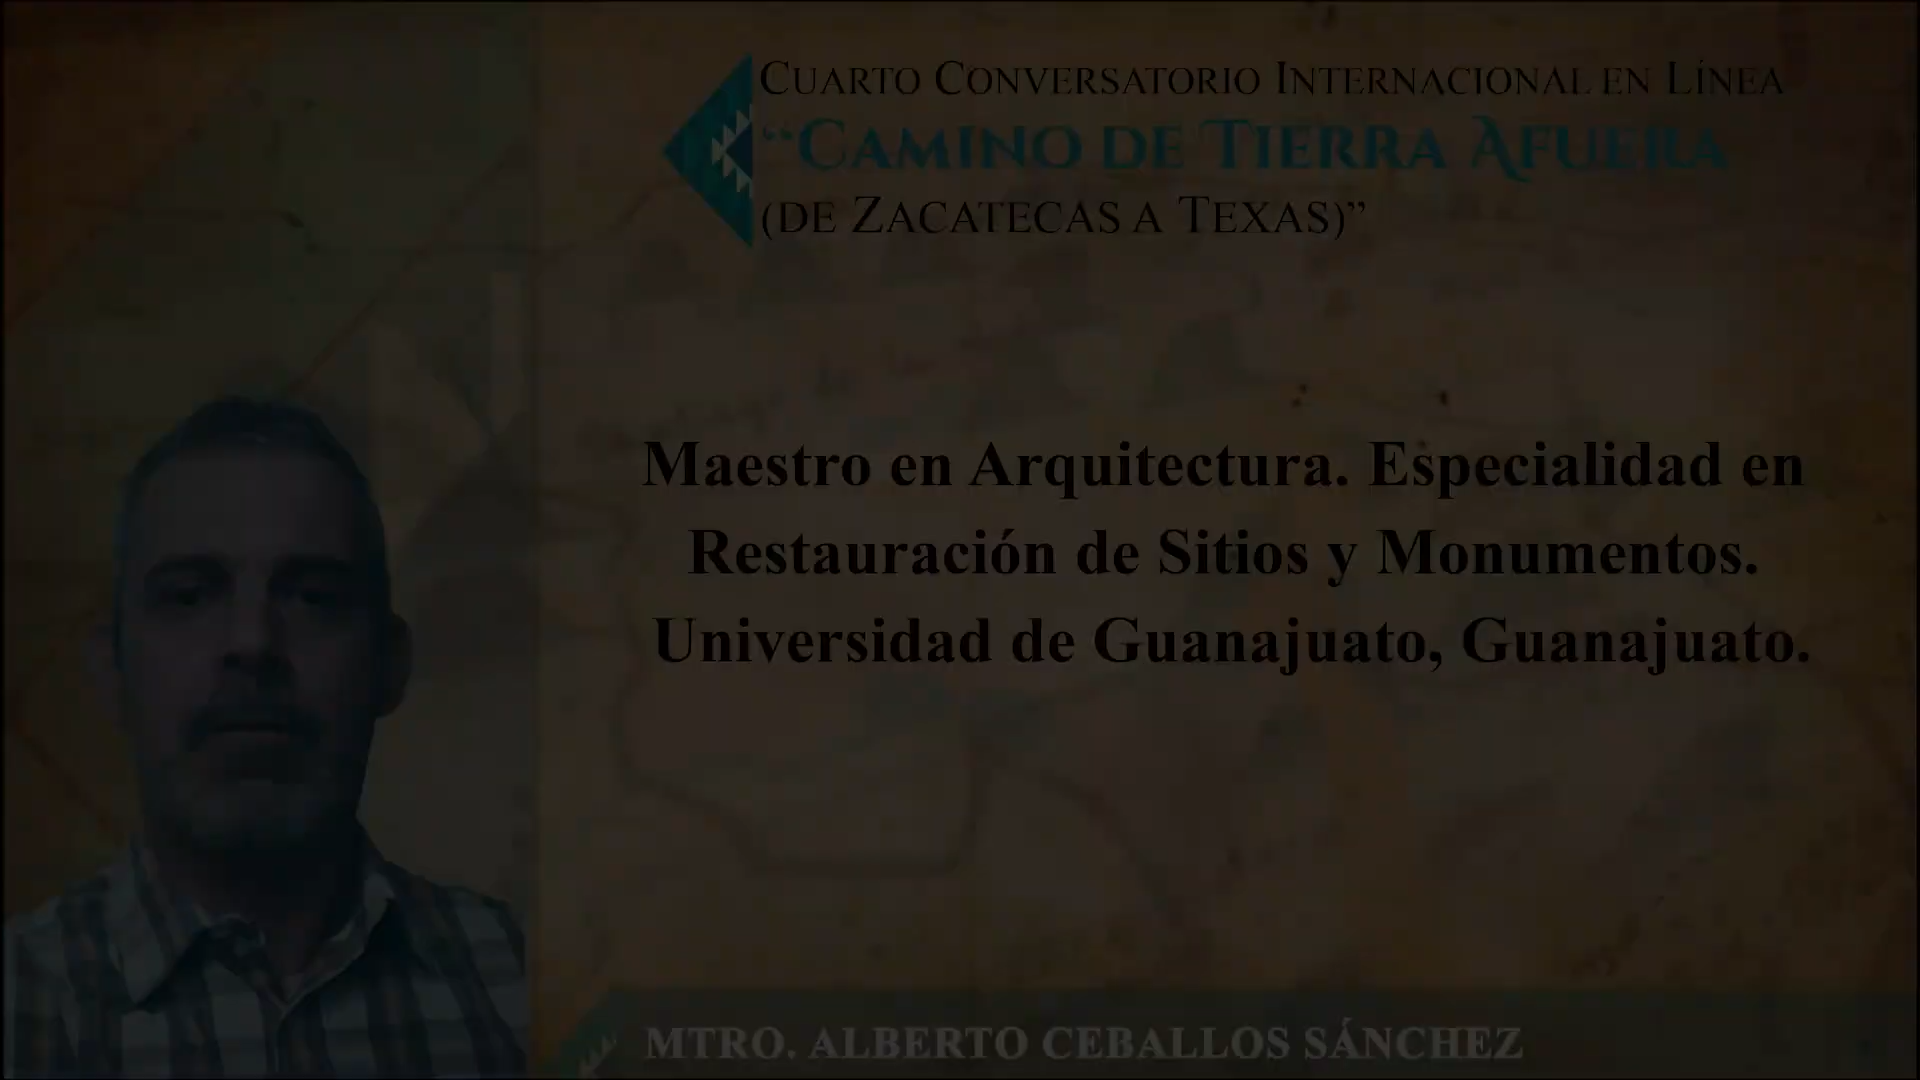 CUARTO CONVERSATORIO INTERNACIONAL EN LÍNEA
“CAMINO DE TIERRA AFUERA
(DE ZACATECAS A TEXAS)”
Maestro en Arquitectura. Especialidad en
Restauración de Sitios y Monumentos.
Universidad de Guanajuato, Guanajuato.
MTRO. ALBERTO CEBALLOS SÁNCHEZ